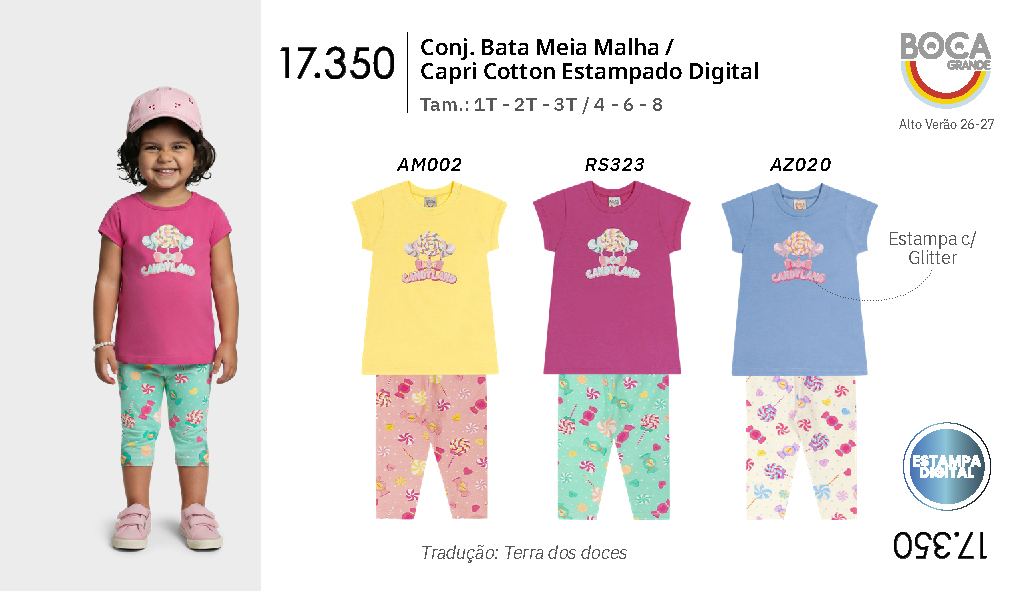 17.350
Conj. Bata Meia Malha /
Capri Cotton Estampado Digital
Tam.: 1T - 2T - 3T / 4 - 6 - 8
BOCA
GRANDE
Alto Verão 26-27
AM002
RS323
AZ020
CANDYLAND
CANDYLAND
CANDYLAND
CANDYLAND
Estampa c/
Glitter
ESTAMPA
DIGITAL
17.350
Tradução: Terra dos doces